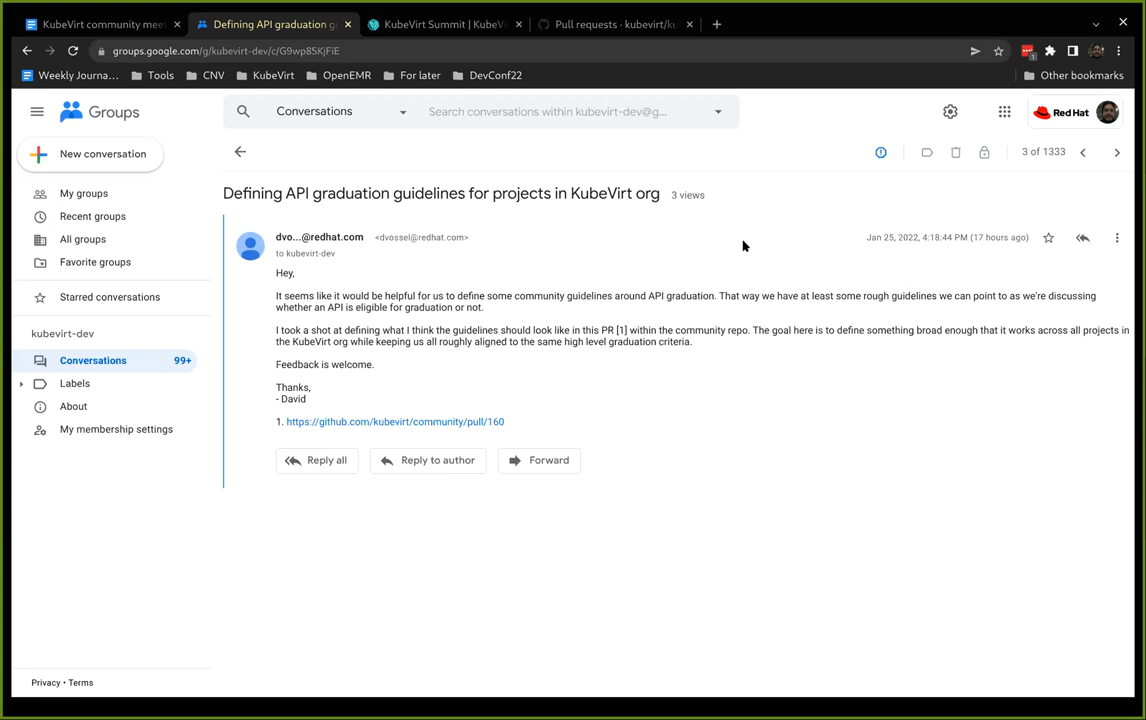 KubeVirt community mee
Defining API graduation g
KubeVirt Summit | KubeV
Pull requests · kubevirt/ku
groups.google.com/g/kubevirt-dev/c/G9wp85KjFiE
1
Weekly Journa...
Tools
CNV
KubeVirt
OpenEMR
For later
DevConf22
Other bookmarks
Groups
Conversations
Search conversations within kubevirt-dev@g...
Red Hat
New conversation
3 of 1333
My groups
Recent groups
All groups
Favorite groups
Starred conversations
kubevirt-dev
Conversations 99+
Labels
About
My membership settings
Privacy • Terms
Defining API graduation guidelines for projects in KubeVirt org 3 views
dvo...@redhat.com <dvossel@redhat.com> Jan 25, 2022, 4:18:44 PM (17 hours ago)
to kubevirt-dev
Hey,
It seems like it would be helpful for us to define some community guidelines around API graduation. That way we have at least some rough guidelines we can point to as we're discussing
whether an API is eligible for graduation or not.
I took a shot at defining what I think the guidelines should look like in this PR [1] within the community repo. The goal here is to define something broad enough that it works across all projects in
the KubeVirt org while keeping us all roughly aligned to the same high level graduation criteria.
Feedback is welcome.
Thanks,
- David
1. https://github.com/kubevirt/community/pull/160
Reply all
Reply to author
Forward